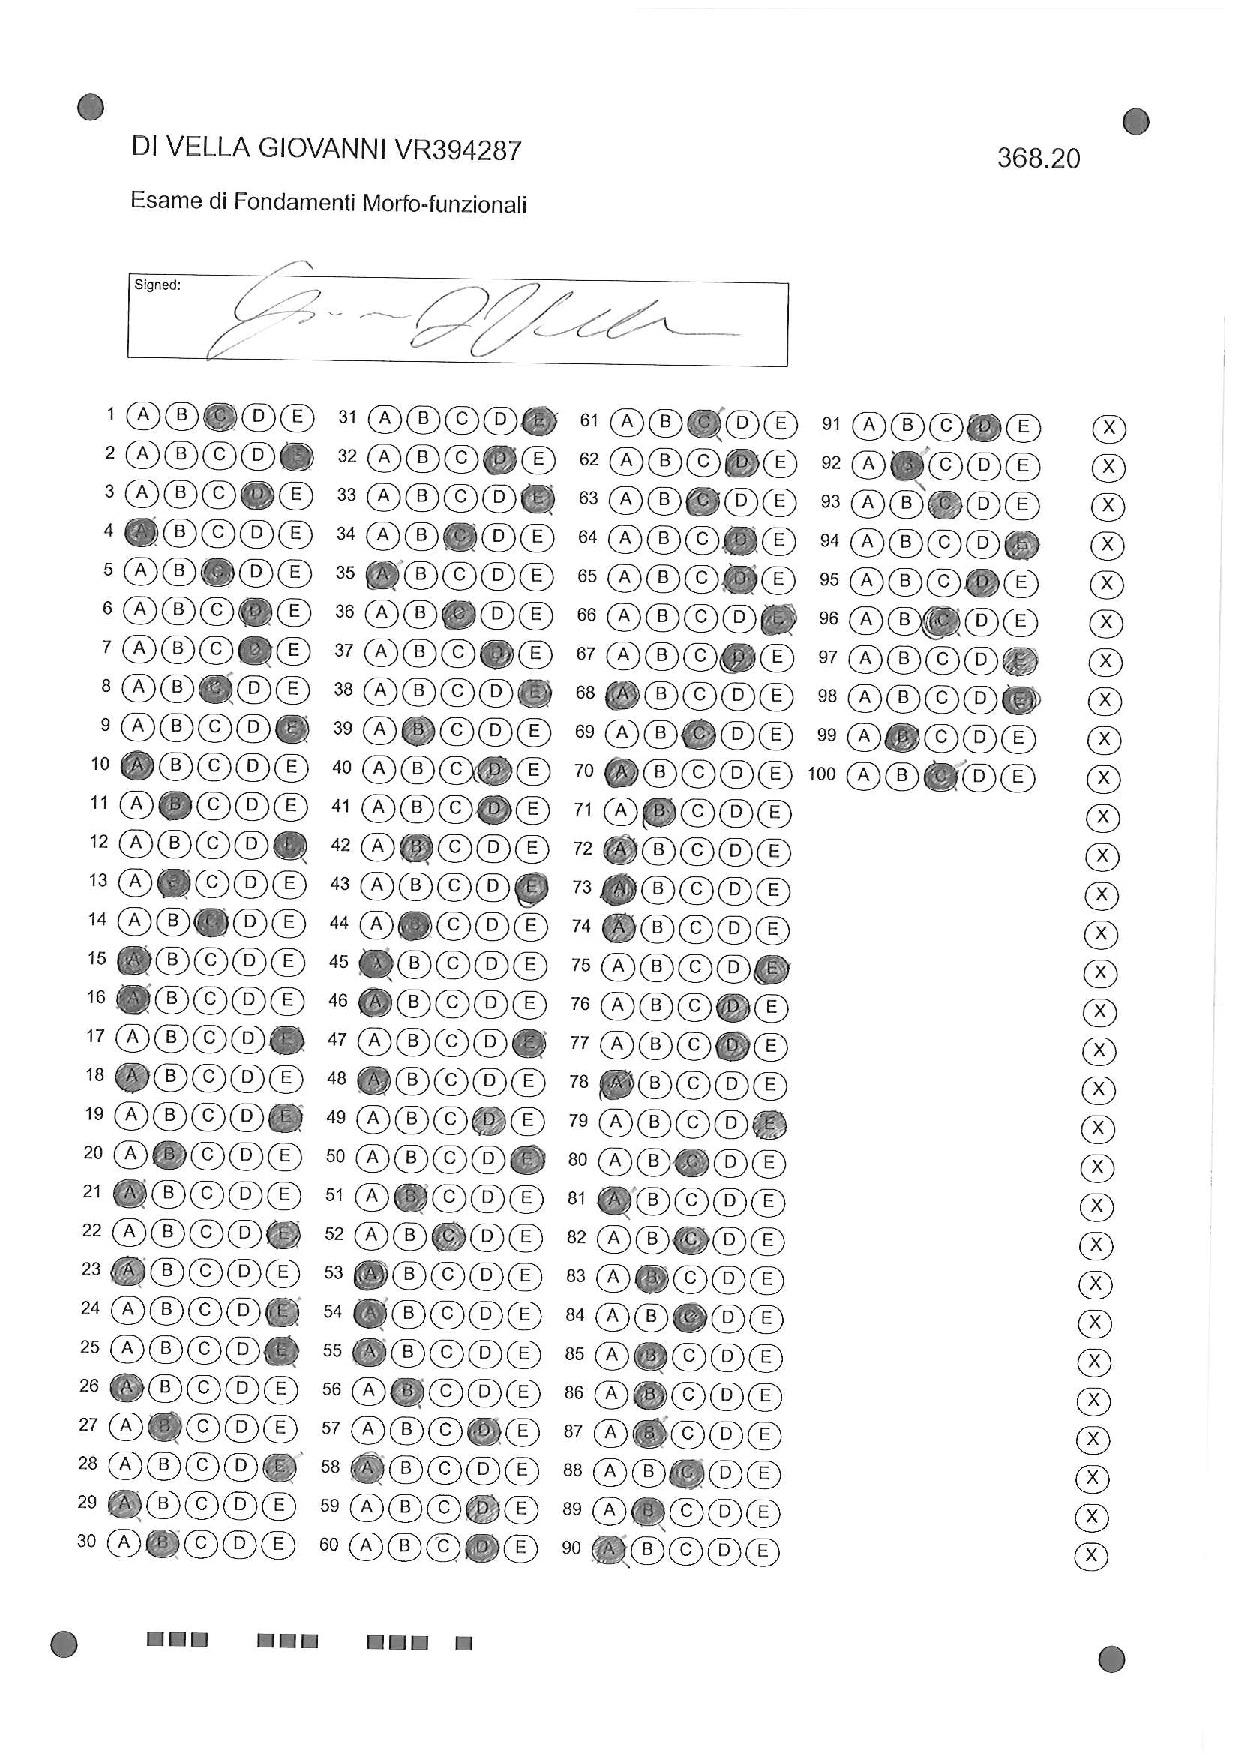 DI VELLA GIOVANNI VR394287
368.20
Esame di Fondamenti Morfo-funzionali
Signed:
1 A B C D E 31 A B C D E 61 A B C D E 91 A B C D E X
2 A B C D E 32 A B C D E 62 A B C D E 92 A B C D E X
3 A B C D E 33 A B C D E 63 A B C D E 93 A B C D E X
4 A B C D E 34 A B C D E 64 A B C D E 94 A B C D E X
5 A B C D E 35 A B C D E 65 A B C D E 95 A B C D E X
6 A B C D E 36 A B C D E 66 A B C D E 96 A B C D E X
7 A B C D E 37 A B C D E 67 A B C D E 97 A B C D E X
8 A B C D E 38 A B C D E 68 A B C D E 98 A B C D E X
9 A B C D E 39 A B C D E 69 A B C D E 99 A B C D E X
10 A B C D E 40 A B C D E 70 A B C D E 100 A B C D E X
11 A B C D E 41 A B C D E 71 A B C D E X
12 A B C D E 42 A B C D E 72 A B C D E X
13 A B C D E 43 A B C D E 73 A B C D E X
14 A B C D E 44 A B C D E 74 A B C D E X
15 A B C D E 45 A B C D E 75 A B C D E X
16 A B C D E 46 A B C D E 76 A B C D E X
17 A B C D E 47 A B C D E 77 A B C D E X
18 A B C D E 48 A B C D E 78 A B C D E X
19 A B C D E 49 A B C D E 79 A B C D E X
20 A B C D E 50 A B C D E 80 A B C D E X
21 A B C D E 51 A B C D E 81 A B C D E X
22 A B C D E 52 A B C D E 82 A B C D E X
23 A B C D E 53 A B C D E 83 A B C D E X
24 A B C D E 54 A B C D E 84 A B C D E X
25 A B C D E 55 A B C D E 85 A B C D E X
26 A B C D E 56 A B C D E 86 A B C D E X
27 A B C D E 57 A B C D E 87 A B C D E X
28 A B C D E 58 A B C D E 88 A B C D E X
29 A B C D E 59 A B C D E 89 A B C D E X
30 A B C D E 60 A B C D E 90 A B C D E X